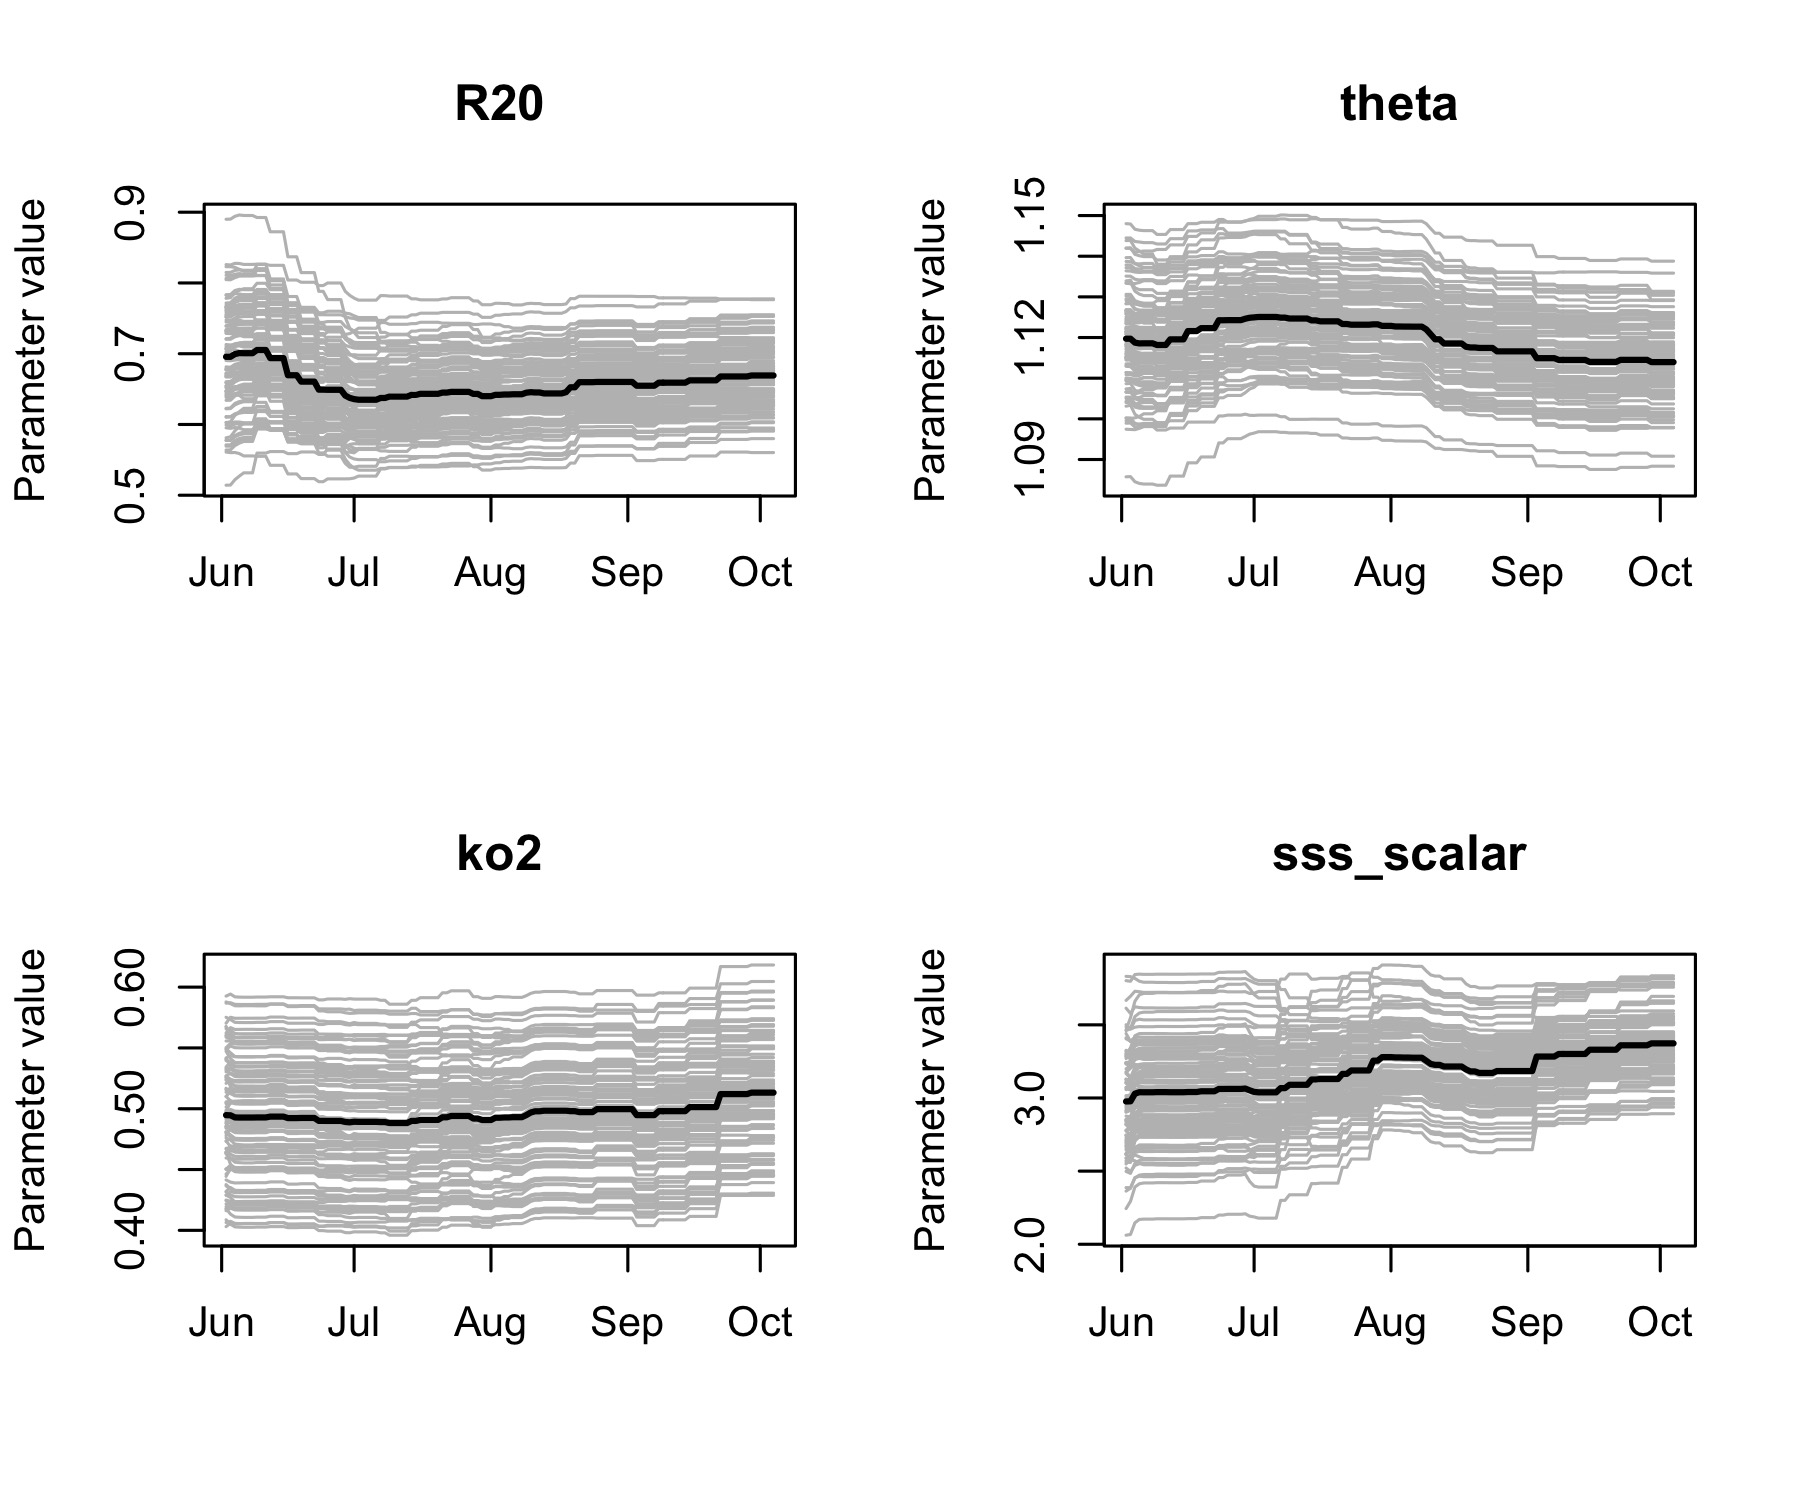 R20
Parameter value
0.9
0.7
0.5
Jun Jul Aug Sep Oct
theta
Parameter value
1.15
1.12
1.09
Jun Jul Aug Sep Oct
ko2
Parameter value
0.60
0.50
0.40
Jun Jul Aug Sep Oct
sss_scalar
Parameter value
3.0
2.0
Jun Jul Aug Sep Oct